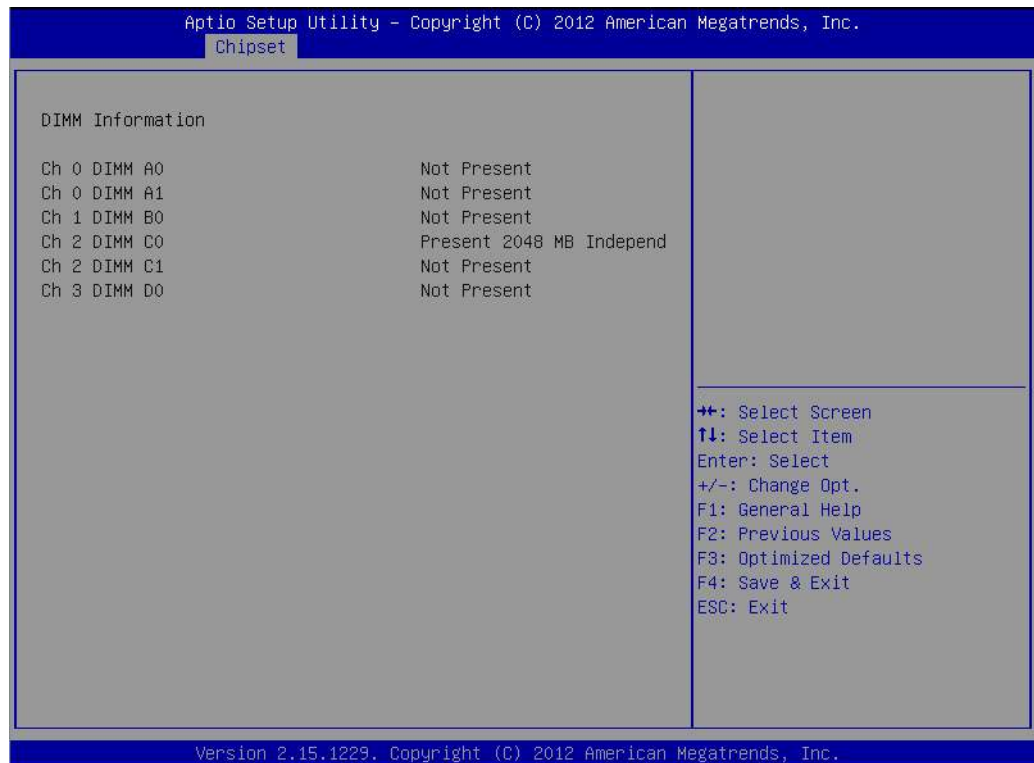 Aptio Setup Utility – Copyright (C) 2012 American Megatrends, Inc.
Chipset
DIMM Information
Ch 0 DIMM A0 Not Present
Ch 0 DIMM A1 Not Present
Ch 1 DIMM B0 Not Present
Ch 2 DIMM C0 Present 2048 MB Independ
Ch 2 DIMM C1 Not Present
Ch 3 DIMM D0 Not Present
→←: Select Screen
↑↓: Select Item
Enter: Select
+/-: Change Opt.
F1: General Help
F2: Previous Values
F3: Optimized Defaults
F4: Save & Exit
ESC: Exit
Version 2.15.1229. Copyright (C) 2012 American Megatrends, Inc.